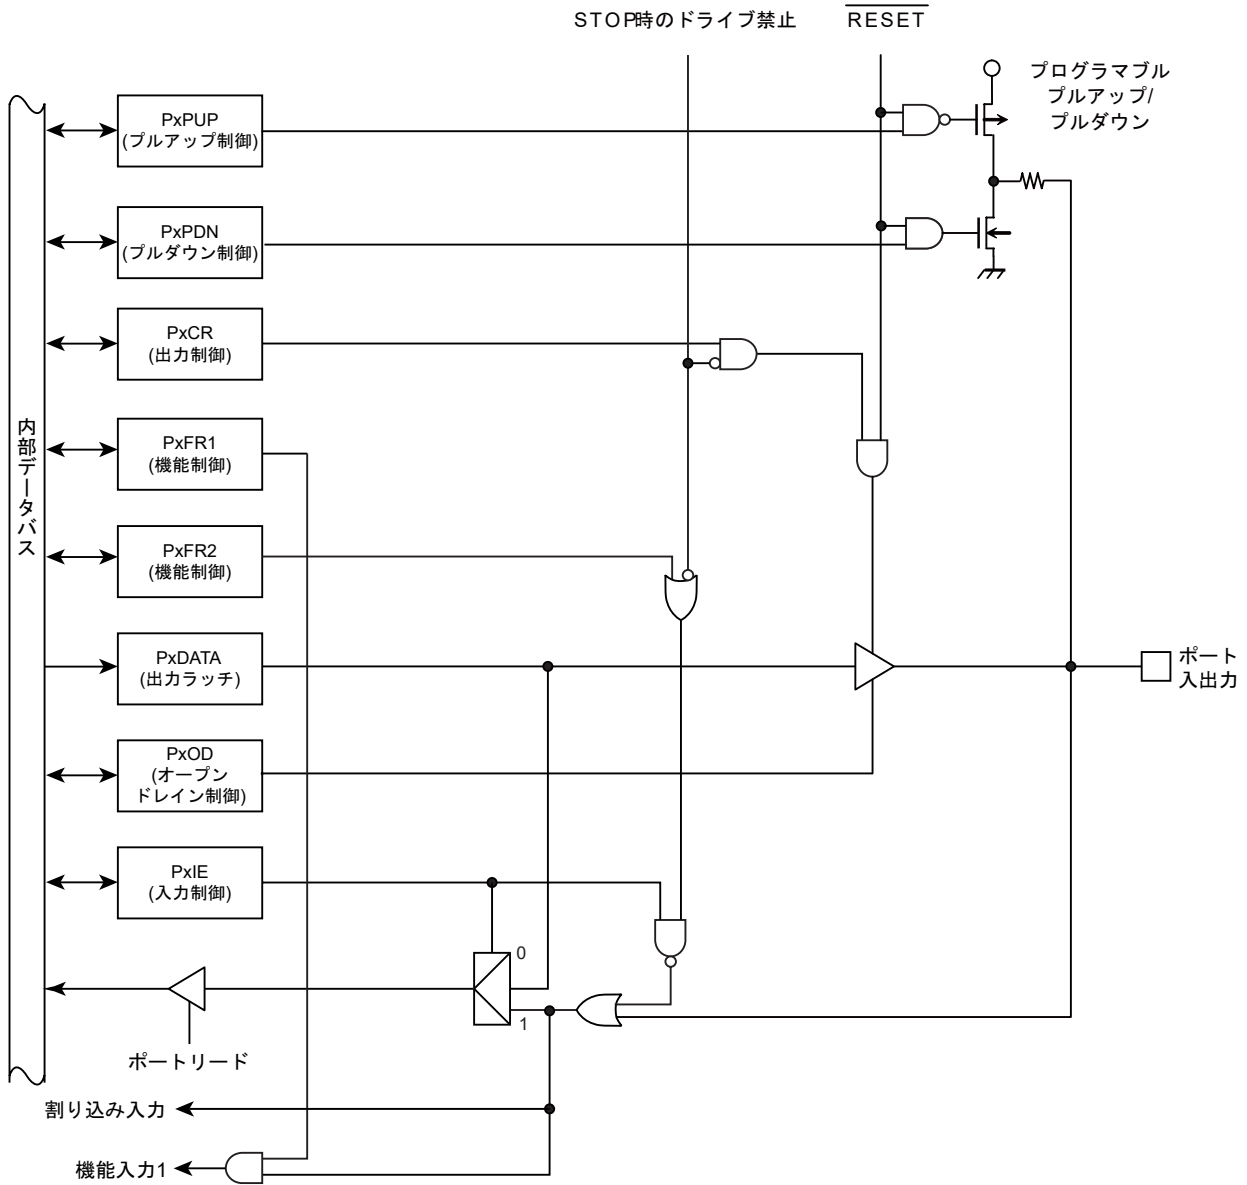 STOP時のドライブ禁止
RESET
プログラマブル
プルアップ/
プルダウン
PxPUP
(プルアップ制御)
PxPDN
(プルダウン制御)
PxCR
(出力制御)
内部データバス
PxFR1
(機能制御)
PxFR2
(機能制御)
PxDATA
(出力ラッチ)
ポート
入出力
PxOD
(オープン
ドレイン制御)
PxIE
(入力制御)
0
1
ポートリード
割り込み入力
機能入力1